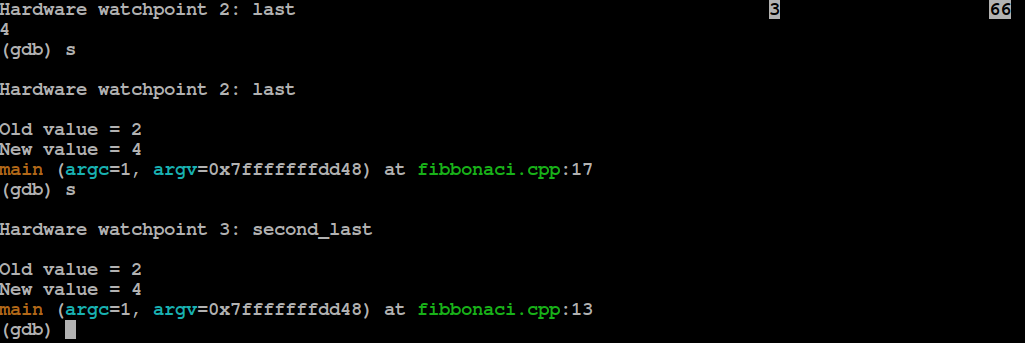 Hardware watchpoint 2: last 3 66
4
(gdb) s
Hardware watchpoint 2: last
Old value = 2
New value = 4
main (argc=1, argv=0x7fffffffdd48) at fibbonaci.cpp:17
(gdb) s
Hardware watchpoint 3: second_last
Old value = 2
New value = 4
main (argc=1, argv=0x7fffffffdd48) at fibbonaci.cpp:13
(gdb)